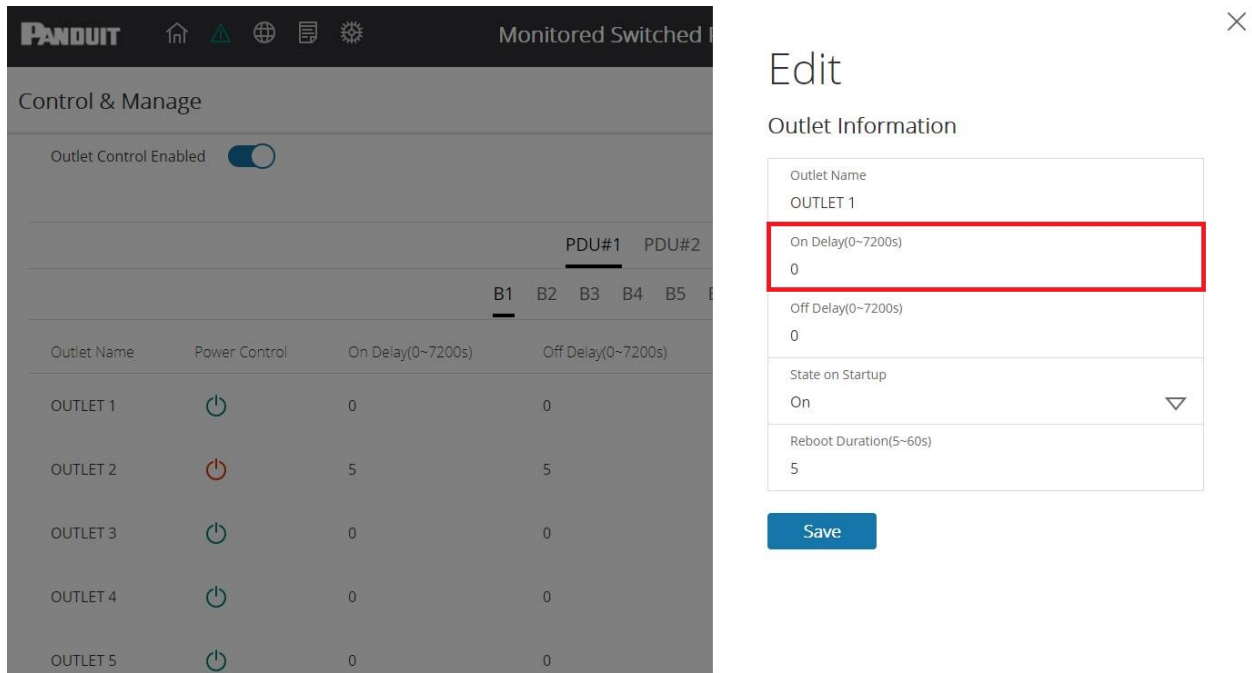 PANDUIT
Monitored Switched
Control & Manage
Outlet Control Enabled
PDU#1 PDU#2
B1 B2 B3 B4 B5
Outlet Name Power Control On Delay(0~7200s) Off Delay(0~7200s)
OUTLET 1 0 0
OUTLET 2 5 5
OUTLET 3 0 0
OUTLET 4 0 0
OUTLET 5 0 0
Edit
Outlet Information
Outlet Name
OUTLET 1
On Delay(0~7200s)
0
Off Delay(0~7200s)
0
State on Startup
On
Reboot Duration(5~60s)
5
Save